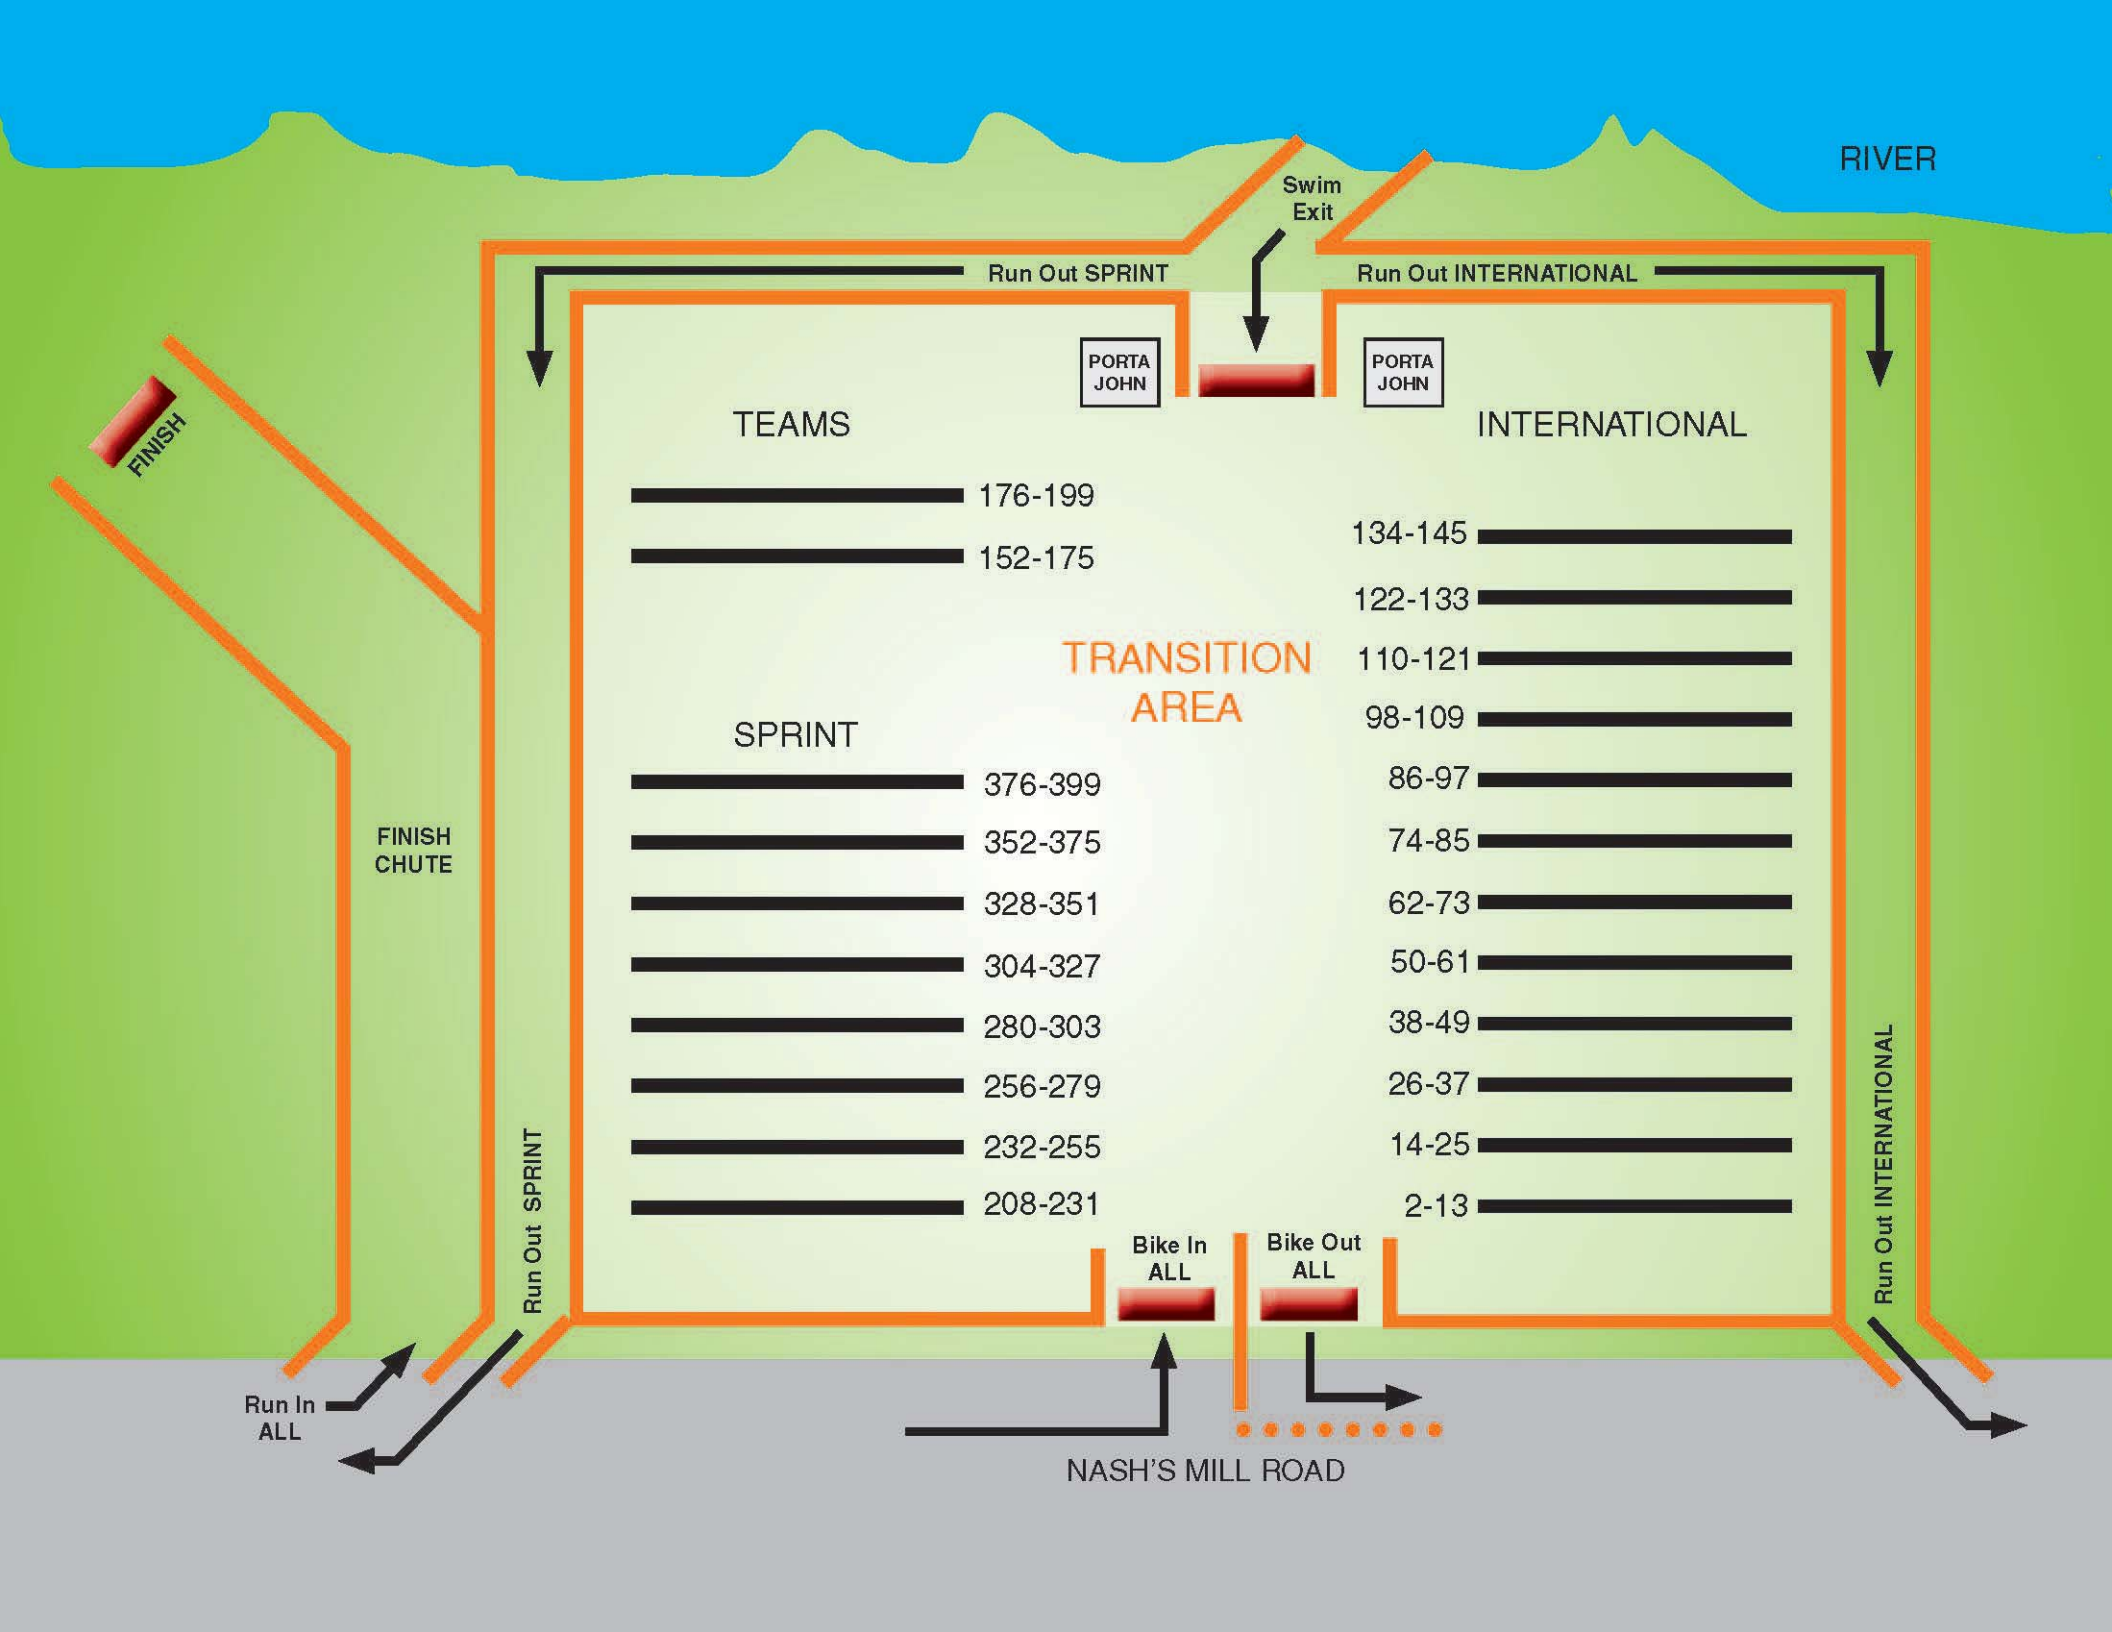 RIVER
Swim
Exit
Run Out SPRINT
Run Out INTERNATIONAL
PORTA
JOHN
PORTA
JOHN
FINISH
TEAMS
176-199
152-175
INTERNATIONAL
134-145
122-133
110-121
98-109
86-97
74-85
62-73
50-61
38-49
26-37
14-25
2-13
TRANSITION
AREA
SPRINT
376-399
352-375
328-351
304-327
280-303
256-279
232-255
208-231
FINISH
CHUTE
Run Out SPRINT
Run Out INTERNATIONAL
Bike In
ALL
Bike Out
ALL
Run In
ALL
NASH'S MILL ROAD